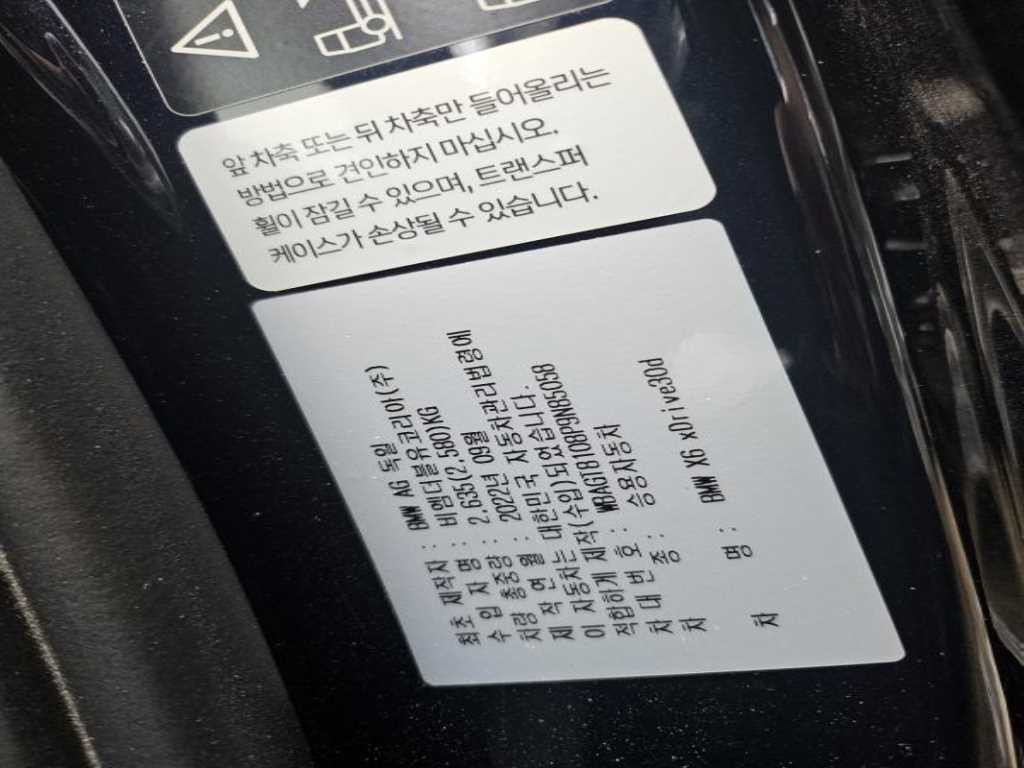 앞 차축 또는 뒤 차축만 들어올리는
방법으로 견인하지 마십시오.
휠이 잠길 수 있으며, 트랜스퍼
케이스가 손상될 수 있습니다.
최초 제작자 : BMW AG 독일
수 입 자 명 : 비엠더블유코리아(주)
차 량 총 중 량 : 2.635(2.580)KG
제 작 연 월 : 2022년 09월
이 자동차는 대한민국 자동차관리법령에
적합하게 제작(수입)되었습니다.
차 대 번 호 : WBAGT8108P9N85058
차 종 : 승용자동차
차 명 : BMW X6 xDrive30d